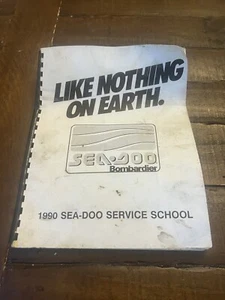 LIKE NOTHING
ON EARTH.
SEA-DOO
Bombardier
1990 SEA-DOO SERVICE SCHOOL